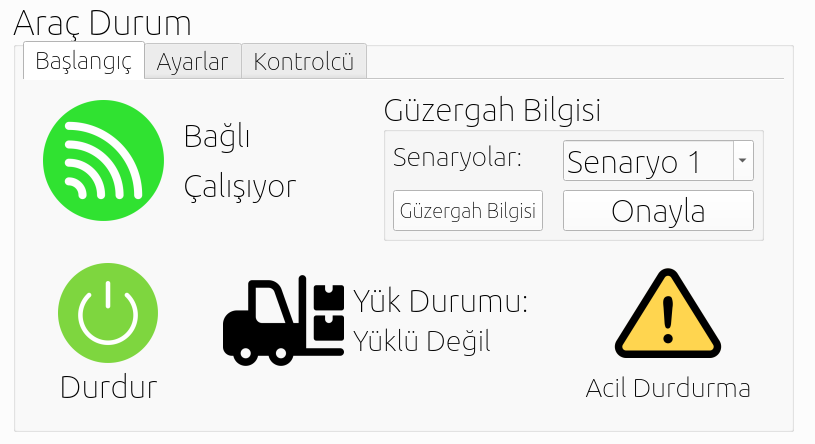 Araç Durum
Başlangıç
Ayarlar
Kontrolcü
Bağlı
Çalışıyor
Güzergah Bilgisi
Senaryolar:
Senaryo 1
Güzergah Bilgisi
Onayla
Durdur
Yük Durumu:
Yüklü Değil
Acil Durdurma